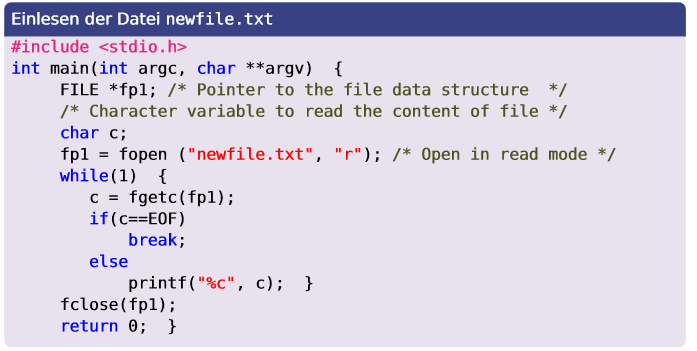 Einlesen der Datei newfile.txt
#include <stdio.h>
int main(int argc, char **argv)  {
     FILE *fp1; /* Pointer to the file data structure  */
     /* Character variable to read the content of file */
     char c;
     fp1 = fopen ("newfile.txt", "r"); /* Open in read mode */
     while(1)  {
        c = fgetc(fp1);
        if(c==EOF)
            break;
        else
            printf("%c", c);  }
     fclose(fp1);
     return 0;  }